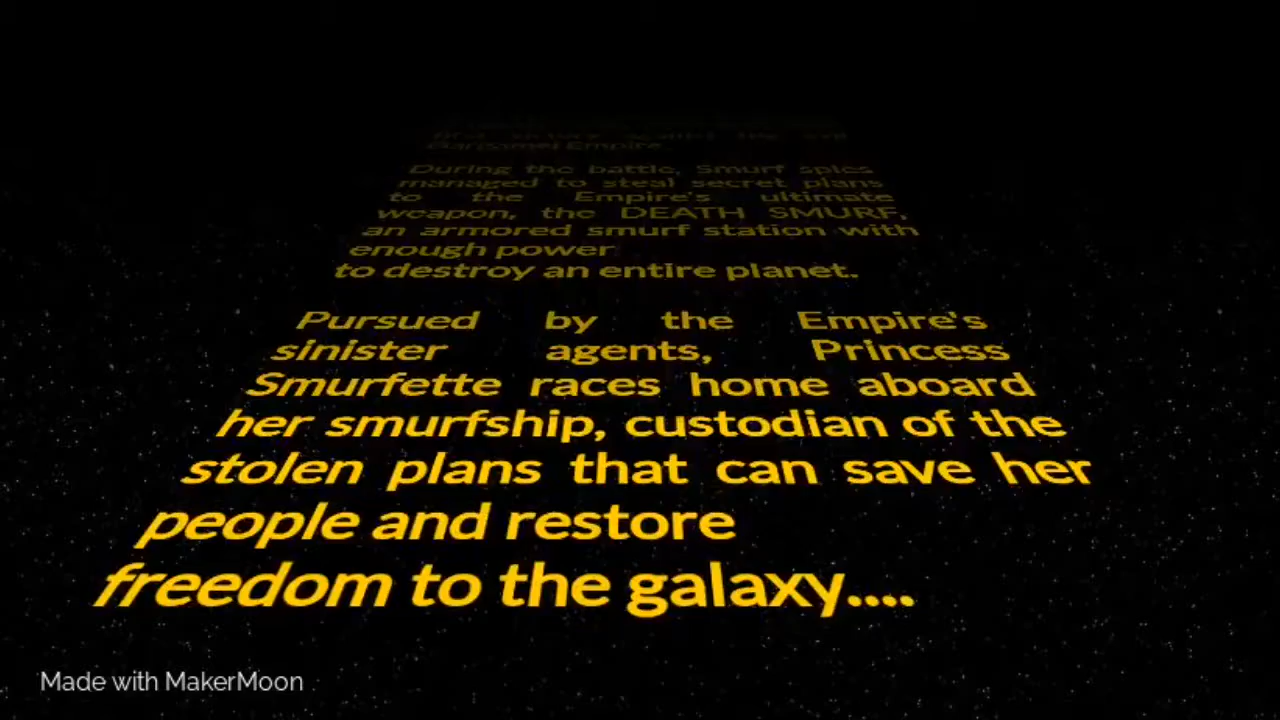 Empire.
During the battle, Smurf spies
managed to steal secret plans
to the Empire's ultimate
weapon, the DEATH SMURF,
an armored smurf station with
enough power
to destroy an entire planet.
Pursued by the Empire's
sinister agents, Princess
Smurfette races home aboard
her smurfship, custodian of the
stolen plans that can save her
people and restore
freedom to the galaxy....
Made with MakerMoon